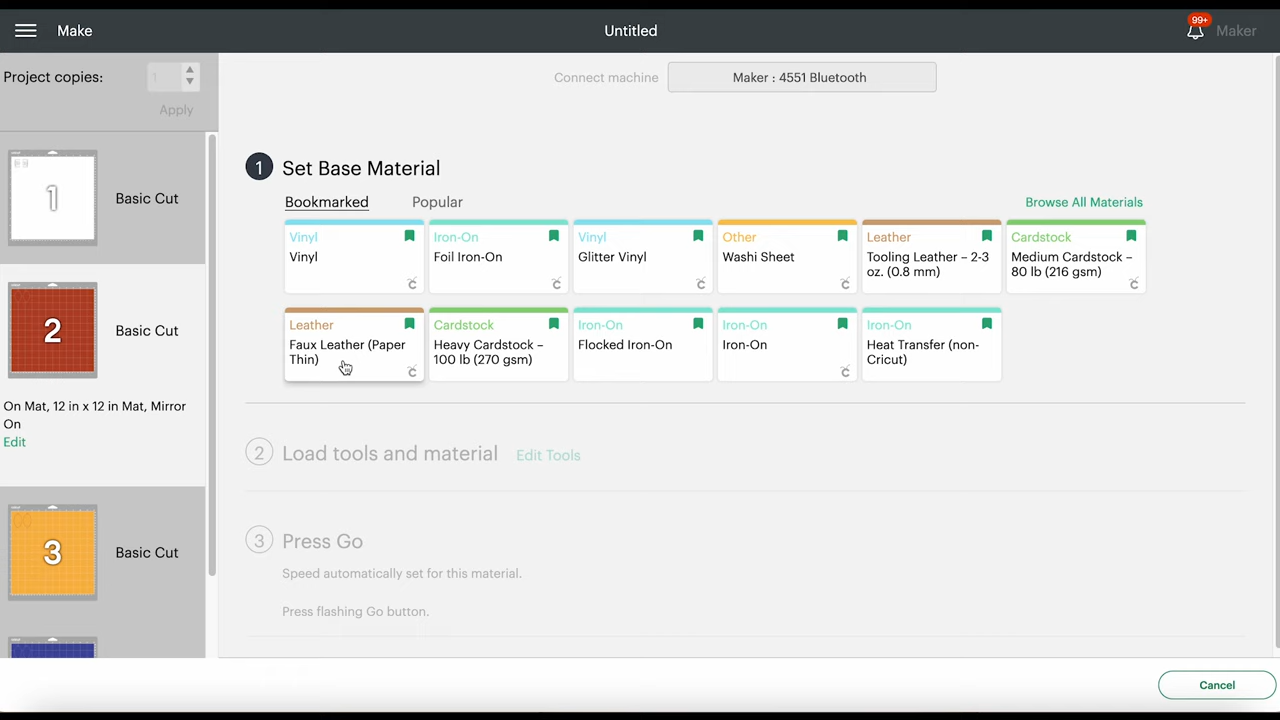 Make
Untitled
99+
Maker
Project copies:
1
Apply
Connect machine
Maker : 4551 Bluetooth
1
Basic Cut
2
Basic Cut
On Mat, 12 in x 12 in Mat, Mirror
On
Edit
3
Basic Cut
1 Set Base Material
Bookmarked
Popular
Browse All Materials
Vinyl
Vinyl
Iron-On
Foil Iron-On
Vinyl
Glitter Vinyl
Other
Washi Sheet
Leather
Tooling Leather – 2-3
oz. (0.8 mm)
Cardstock
Medium Cardstock –
80 lb (216 gsm)
Leather
Faux Leather (Paper
Thin)
Cardstock
Heavy Cardstock –
100 lb (270 gsm)
Iron-On
Flocked Iron-On
Iron-On
Iron-On
Iron-On
Heat Transfer (non-
Cricut)
2 Load tools and material
Edit Tools
3 Press Go
Speed automatically set for this material.
Press flashing Go button.
Cancel